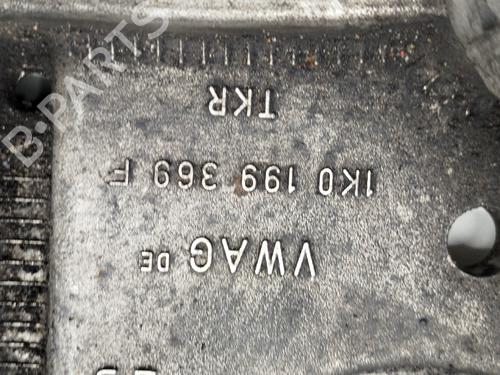 VWAG DE
1K0 199 369 F
TKR
B-PARTS